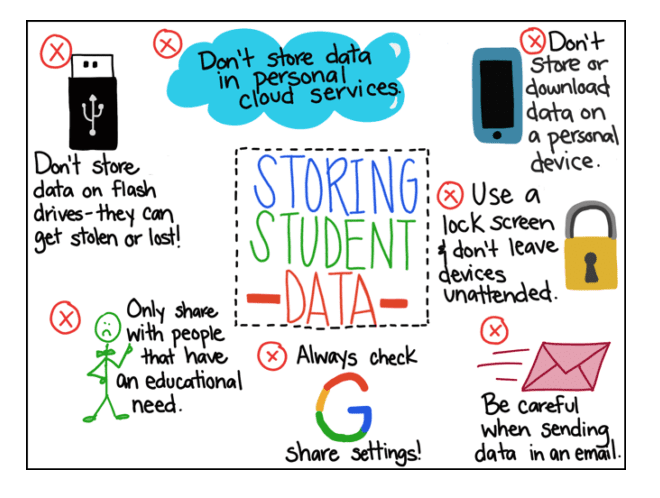 Don't store
data on flash
drives-they can
get stolen or lost!
Don't store data
in personal
cloud services.
Don't
store or
download
data on
a personal
device.
STORING
STUDENT
-DATA-
Use a
lock screen
& don't leave
devices
unattended.
Only share
with people
that have
an educational
need.
Always check
G
share settings!
Be careful
when sending
data in an email.